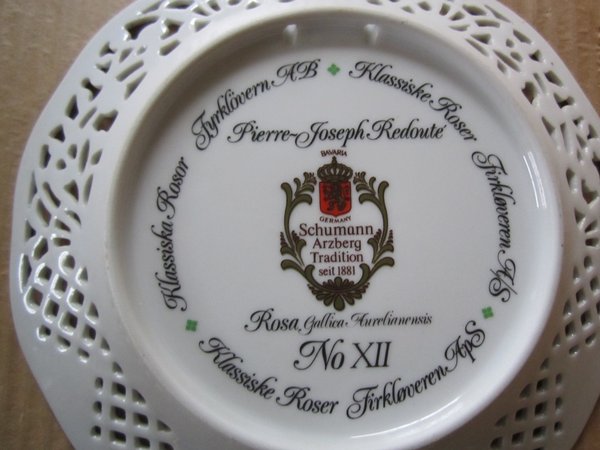 Klassiska Rosor Fyrklövern AB
Klassiske Roser Firkløveren A/S
Klassiske Roser Firkløveren ApS
Pierre-Joseph Redouté
BAVARIA
GERMANY
Schumann
Arzberg
Tradition
seit 1881
Rosa, Gallica-Aurelianensis
No XII